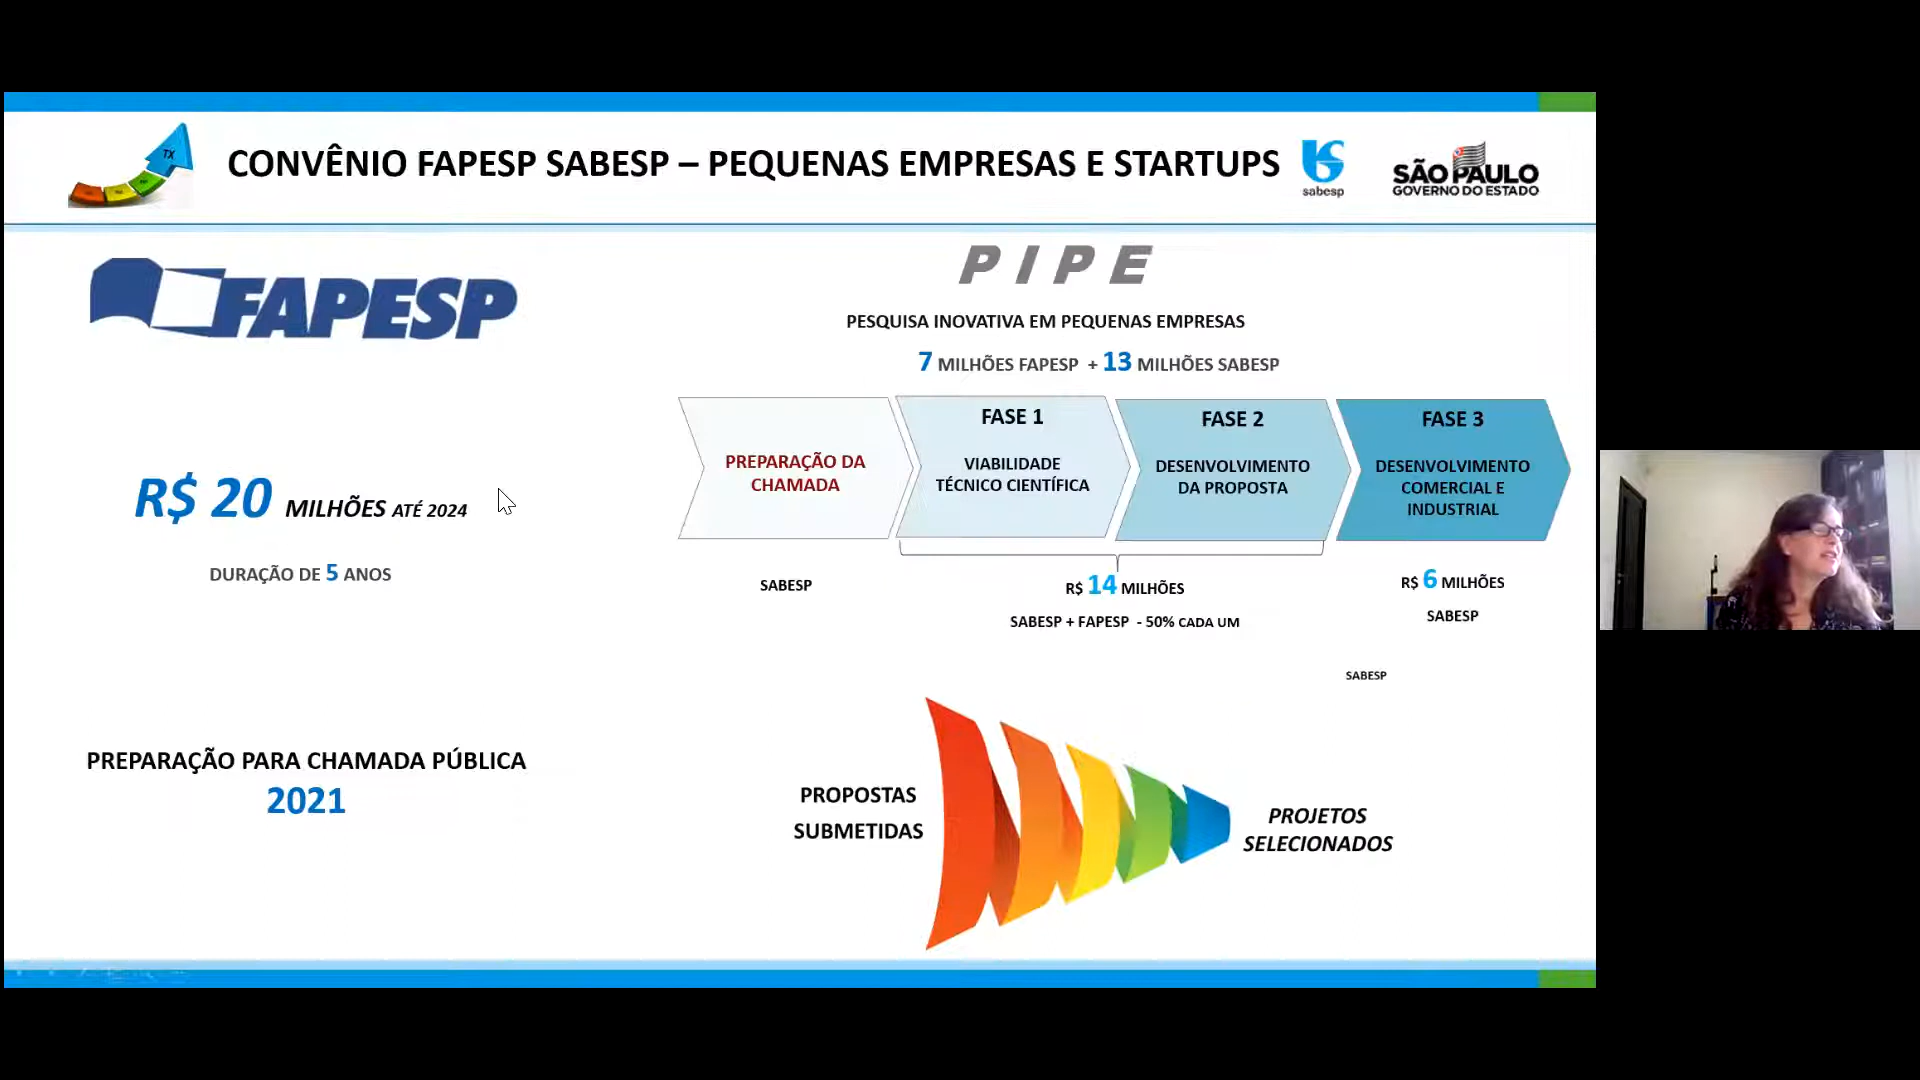 TX
CONVÊNIO FAPESP SABESP – PEQUENAS EMPRESAS E STARTUPS
sabesp
SÃO PAULO
GOVERNO DO ESTADO
FAPESP
R$ 20 MILHÕES ATÉ 2024
DURAÇÃO DE 5 ANOS
PREPARAÇÃO PARA CHAMADA PÚBLICA
2021
PIPE
PESQUISA INOVATIVA EM PEQUENAS EMPRESAS
7 MILHÕES FAPESP + 13 MILHÕES SABESP
PREPARAÇÃO DA
CHAMADA
FASE 1
VIABILIDADE
TÉCNICO CIENTÍFICA
FASE 2
DESENVOLVIMENTO
DA PROPOSTA
FASE 3
DESENVOLVIMENTO
COMERCIAL E
INDUSTRIAL
SABESP
R$ 14 MILHÕES
SABESP + FAPESP - 50% CADA UM
R$ 6 MILHÕES
SABESP
SABESP
PROPOSTAS
SUBMETIDAS
PROJETOS
SELECIONADOS